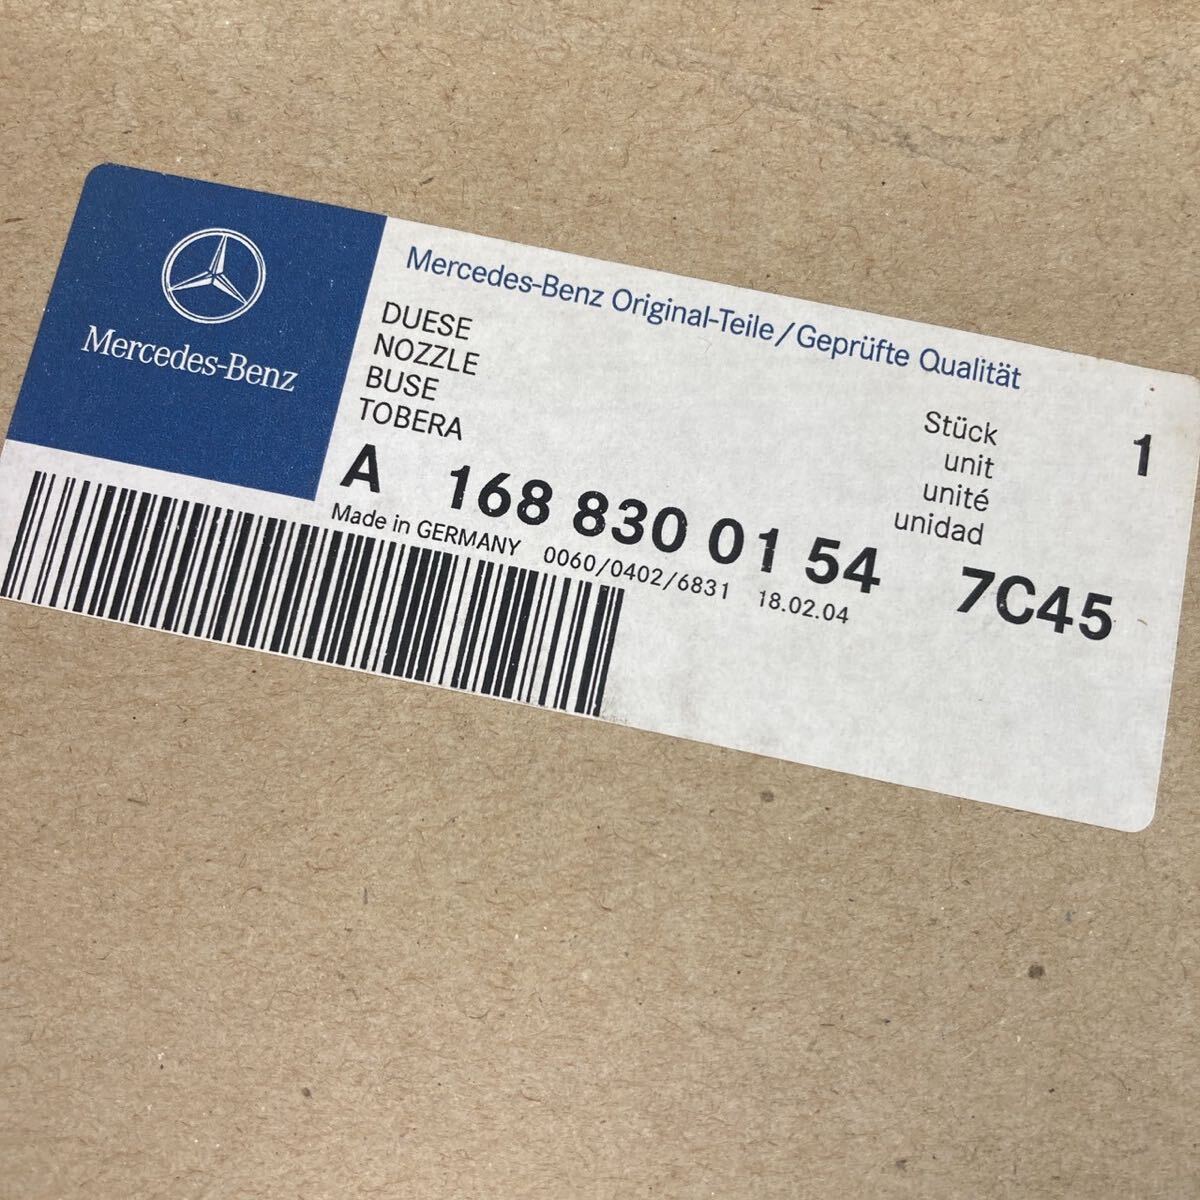 Mercedes-Benz
Mercedes-Benz Original-Teile/Geprüfte Qualität
DUESE
NOZZLE
BUSE
TOBERA
Stück 1
unit
unité
unidad
A 168 830 01 54 7C45
Made in GERMANY 0060/0402/6831 18.02.04